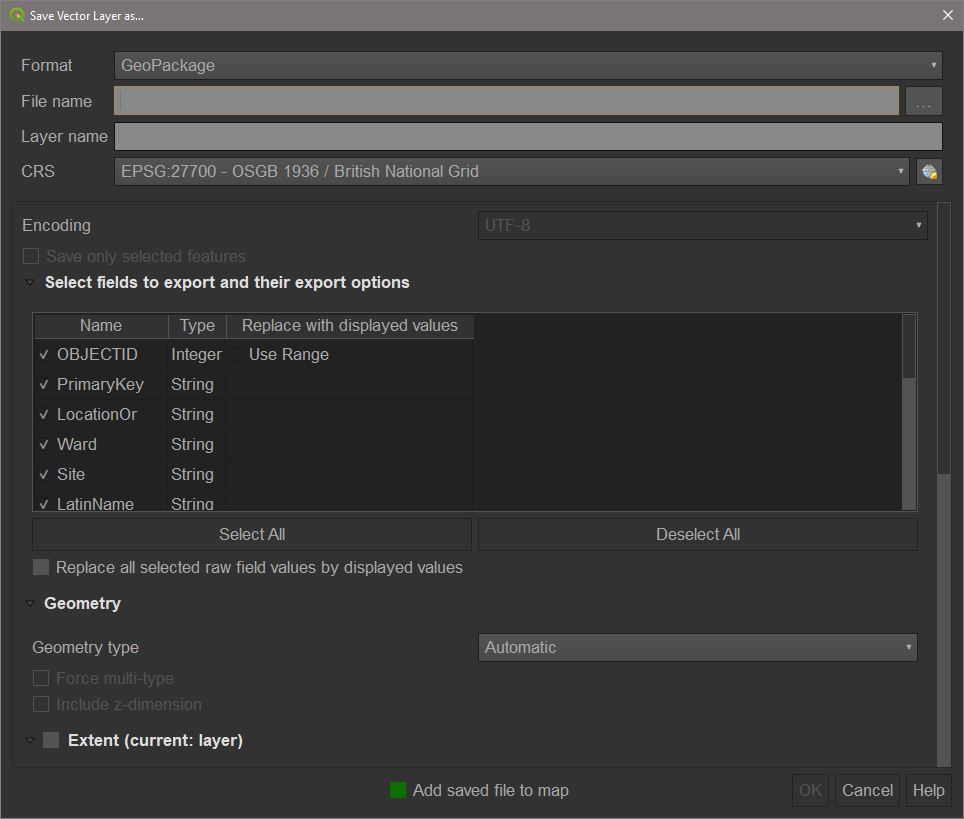 Save Vector Layer as...
Format GeoPackage
File name ...
Layer name
CRS EPSG:27700 - OSGB 1936 / British National Grid
Encoding UTF-8
Save only selected features
Select fields to export and their export options
Name Type Replace with displayed values
OBJECTID Integer Use Range
PrimaryKey String
LocationOr String
Ward String
Site String
LatinName String
Select All Deselect All
Replace all selected raw field values by displayed values
Geometry
Geometry type Automatic
Force multi-type
Include z-dimension
Extent (current: layer)
Add saved file to map OK Cancel Help